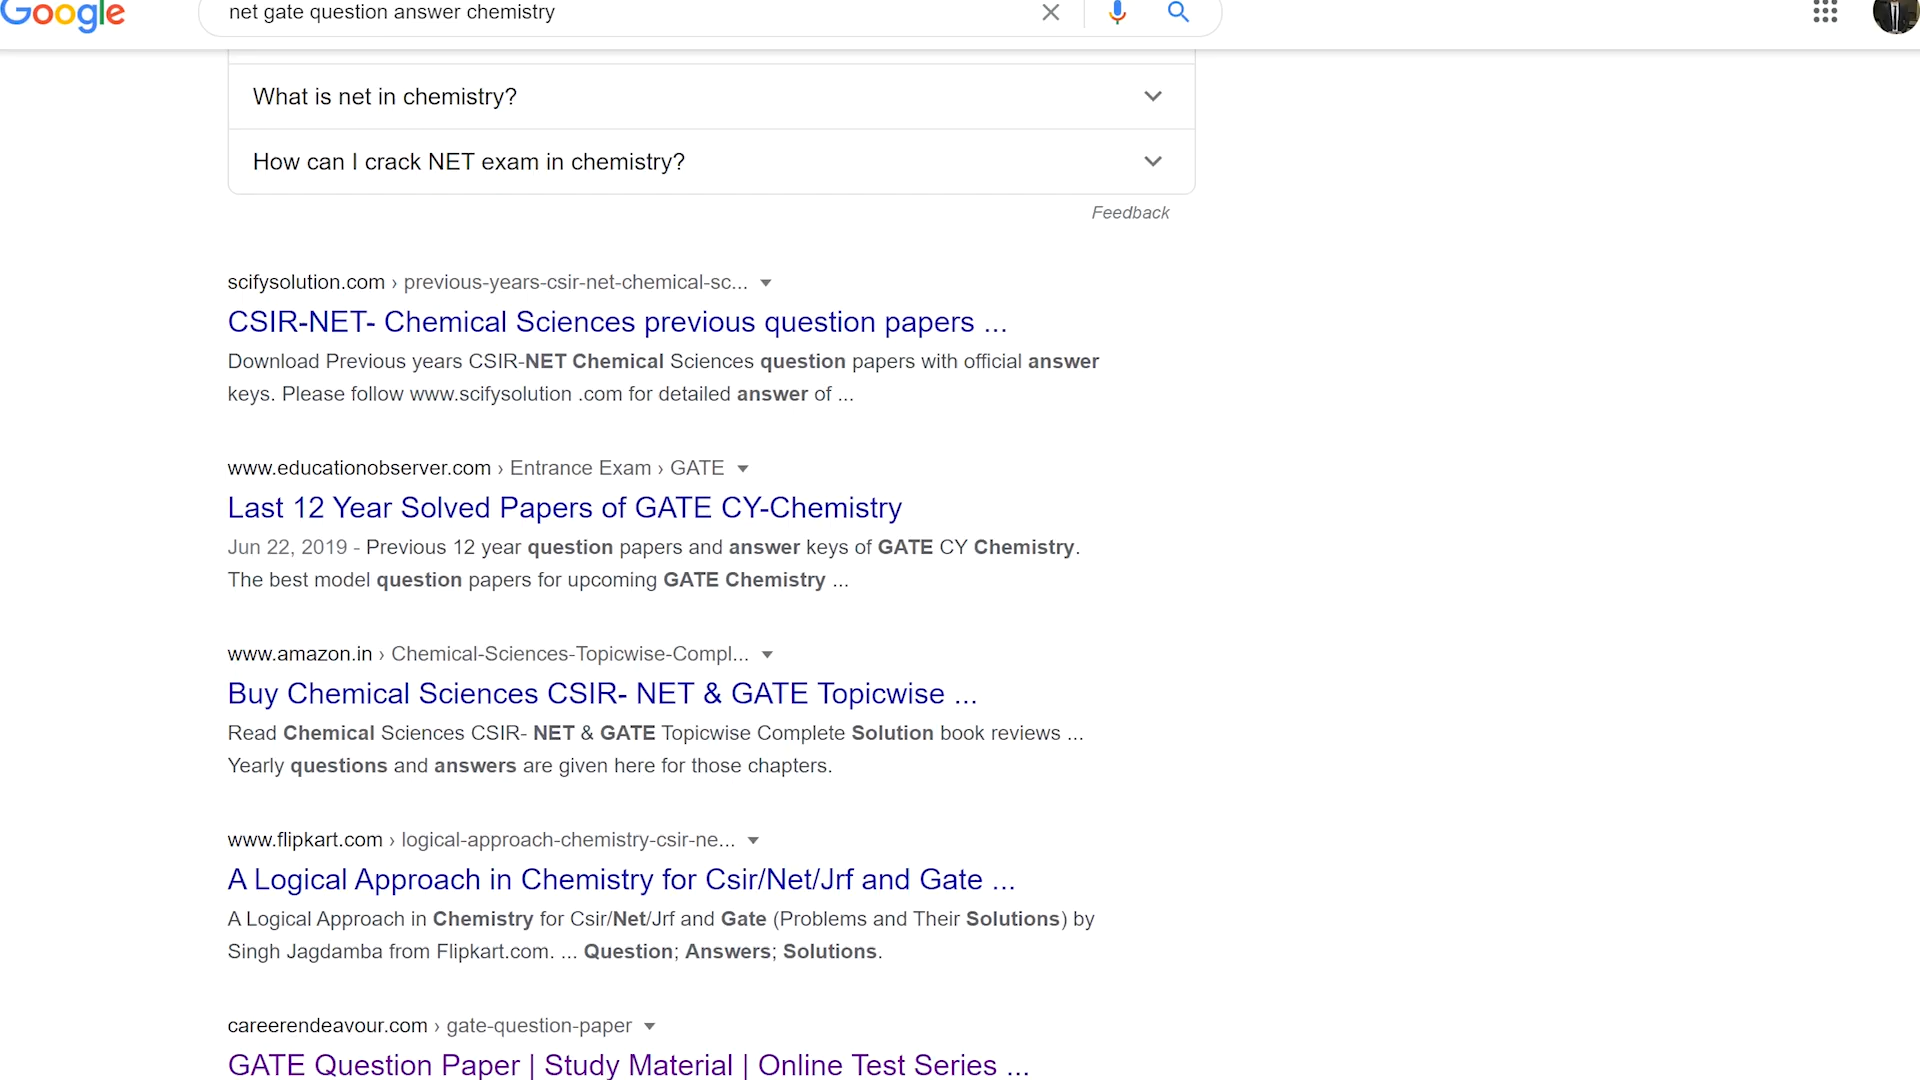 Google
net gate question answer chemistry
What is net in chemistry?
How can I crack NET exam in chemistry?
Feedback
scifysolution.com › previous-years-csir-net-chemical-sc...
CSIR-NET- Chemical Sciences previous question papers ...
Download Previous years CSIR-NET Chemical Sciences question papers with official answer
keys. Please follow www.scifysolution .com for detailed answer of ...
www.educationobserver.com › Entrance Exam › GATE
Last 12 Year Solved Papers of GATE CY-Chemistry
Jun 22, 2019 - Previous 12 year question papers and answer keys of GATE CY Chemistry.
The best model question papers for upcoming GATE Chemistry ...
www.amazon.in › Chemical-Sciences-Topicwise-Compl...
Buy Chemical Sciences CSIR- NET & GATE Topicwise ...
Read Chemical Sciences CSIR- NET & GATE Topicwise Complete Solution book reviews ...
Yearly questions and answers are given here for those chapters.
www.flipkart.com › logical-approach-chemistry-csir-ne...
A Logical Approach in Chemistry for Csir/Net/Jrf and Gate ...
A Logical Approach in Chemistry for Csir/Net/Jrf and Gate (Problems and Their Solutions) by
Singh Jagdamba from Flipkart.com. ... Question; Answers; Solutions.
careerendeavour.com › gate-question-paper
GATE Question Paper | Study Material | Online Test Series ...